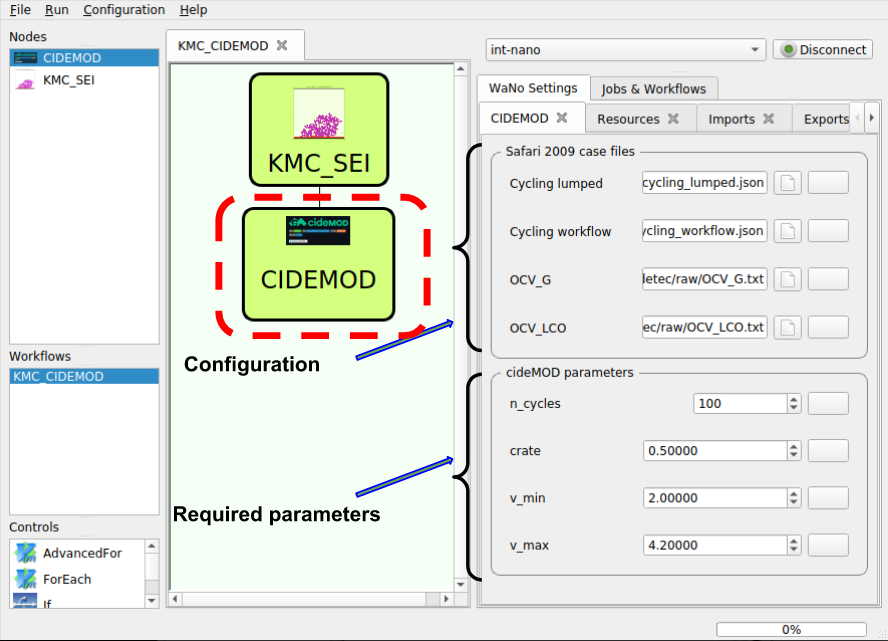 File Run Configuration Help
Nodes
CIDEMOD
KMC_SEI
Workflows
KMC_CIDEMOD
Controls
AdvancedFor
ForEach
If
KMC_CIDEMOD
KMC_SEI
cideMOD
CIDEMOD
Configuration
Required parameters
int-nano
Disconnect
WaNo Settings Jobs & Workflows
CIDEMOD Resources Imports Exports
Safari 2009 case files
Cycling lumped cycling_lumped.json
Cycling workflow ycling_workflow.json
OCV_G letec/raw/OCV_G.txt
OCV_LCO ec/raw/OCV_LCO.txt
cideMOD parameters
n_cycles 100
crate 0.50000
v_min 2.00000
v_max 4.20000
0%